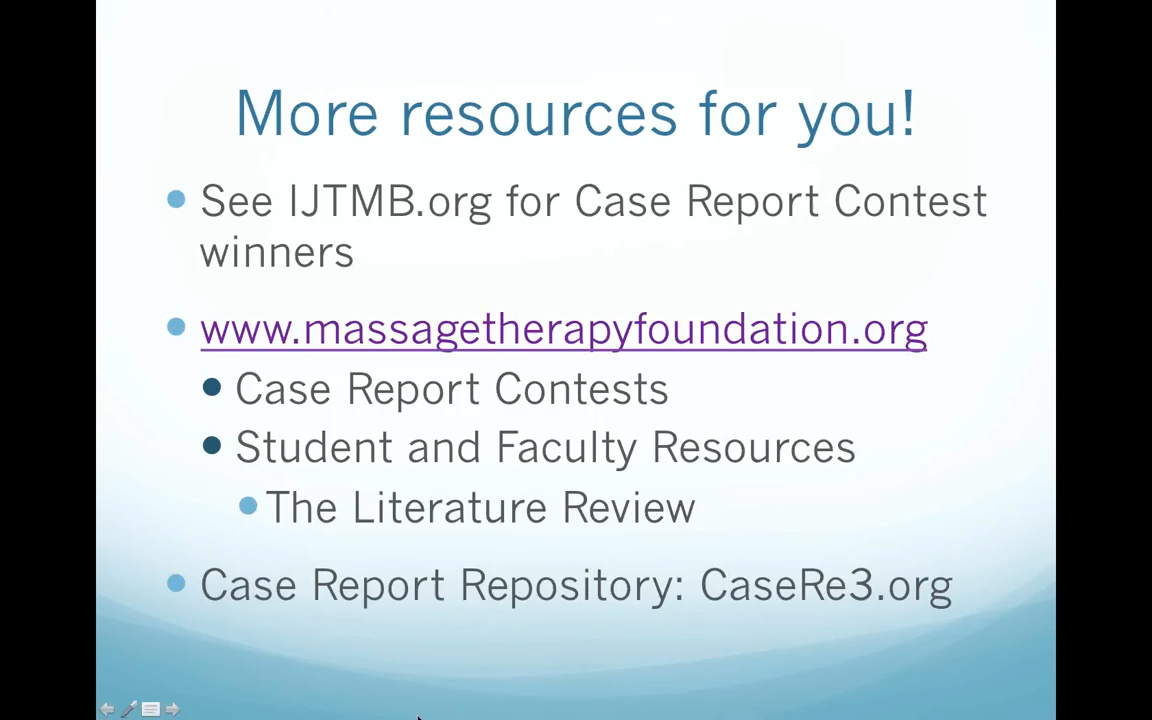 More resources for you!
See IJTMB.org for Case Report Contest
winners
www.massagetherapyfoundation.org
Case Report Contests
Student and Faculty Resources
The Literature Review
Case Report Repository: CaseRe3.org